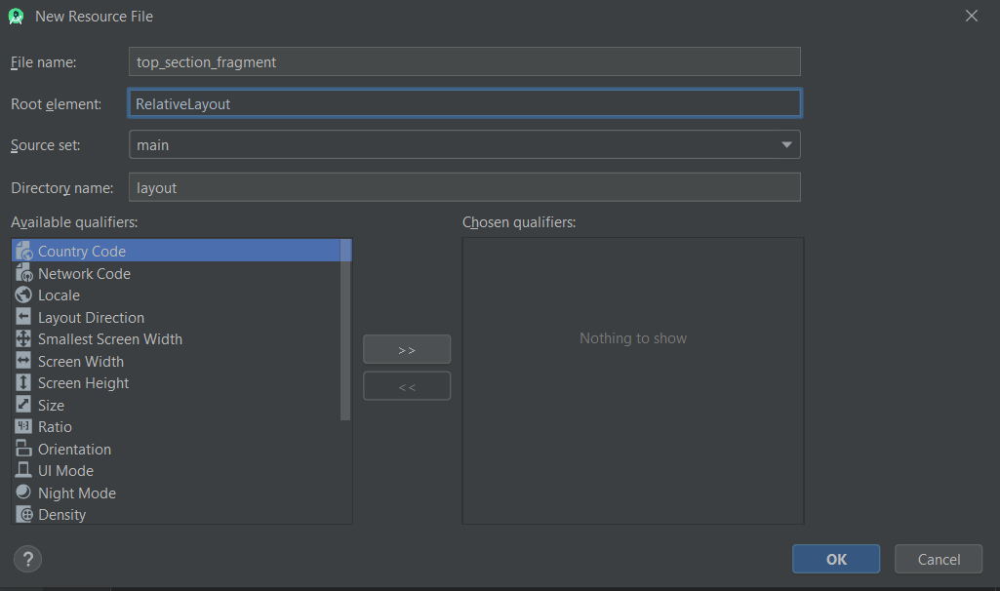 New Resource File
File name: top_section_fragment
Root element: RelativeLayout
Source set: main
Directory name: layout
Available qualifiers: Chosen qualifiers:
Country Code
Network Code
Locale
Layout Direction
Smallest Screen Width
Screen Width
Screen Height
Size
Ratio
Orientation
UI Mode
Night Mode
Density
>>
<<
Nothing to show
? OK Cancel